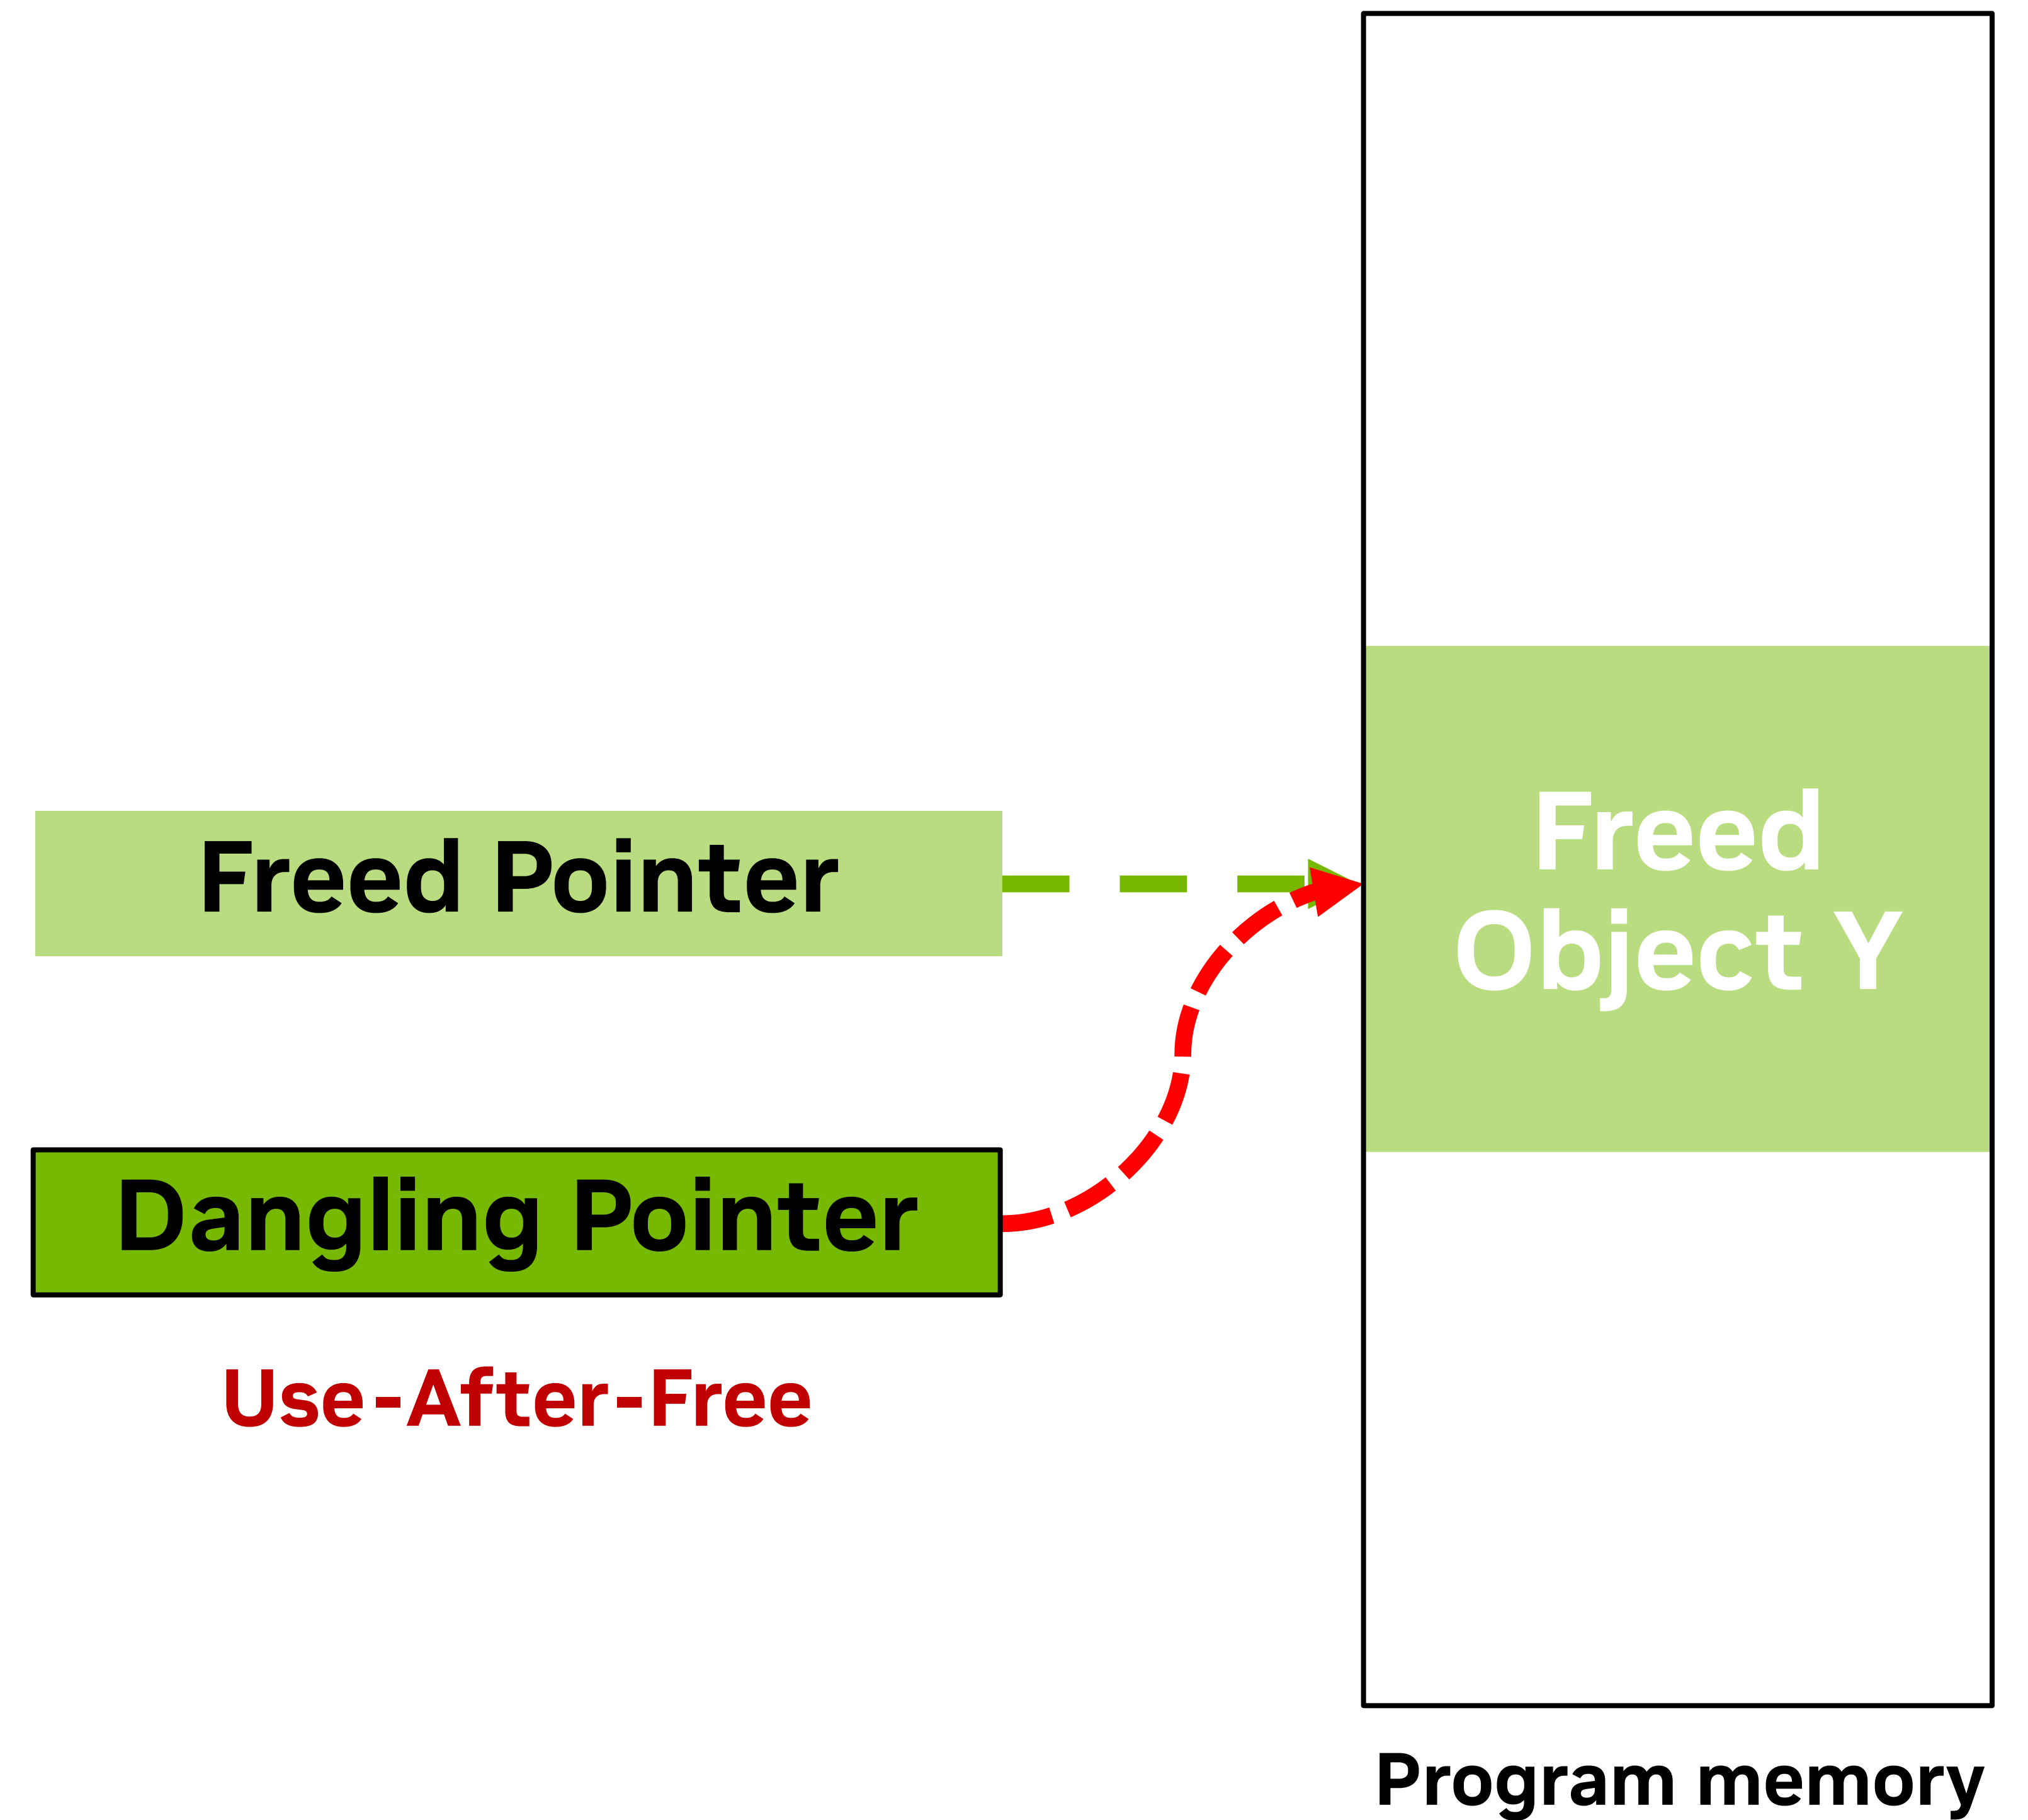 Freed
Object Y
Freed Pointer
Dangling Pointer
Use-After-Free
Program memory